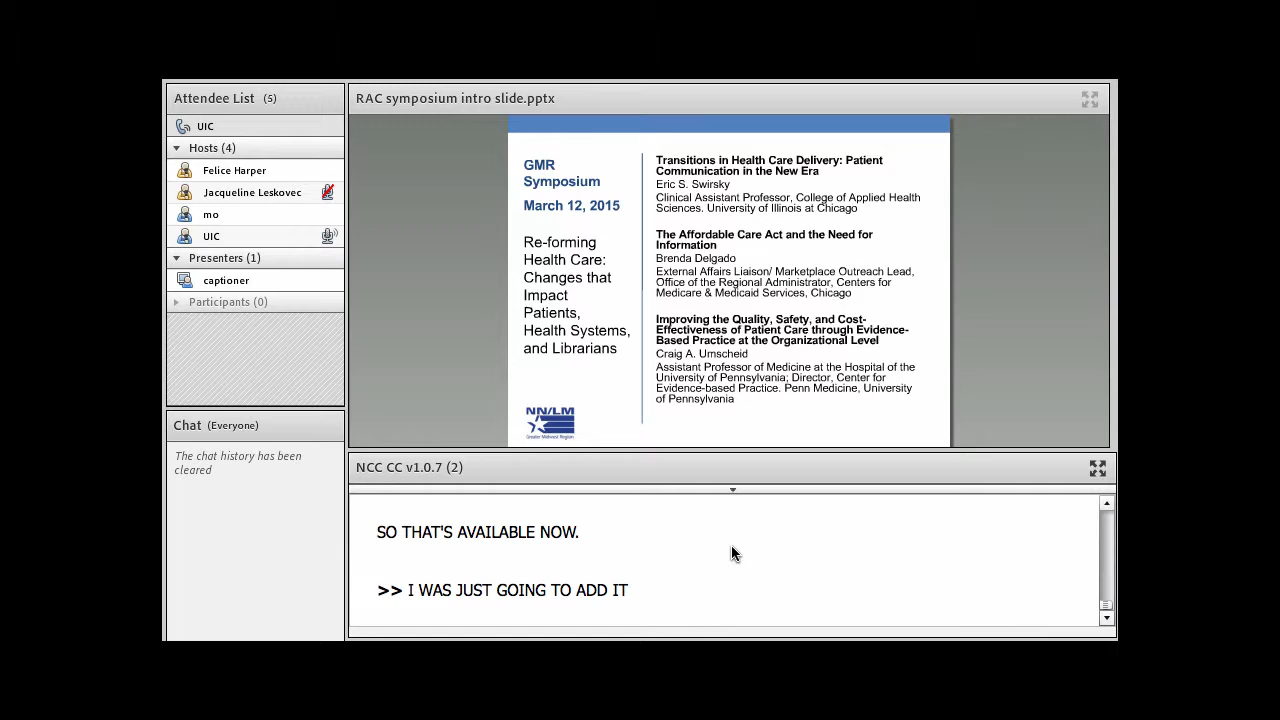 Attendee List (5)
UIC
Hosts (4)
Felice Harper
Jacqueline Leskovec
mo
UIC
Presenters (1)
captioner
Participants (0)
Chat (Everyone)
The chat history has been
cleared
RAC symposium intro slide.pptx
GMR
Symposium
March 12, 2015
Re-forming
Health Care:
Changes that
Impact
Patients,
Health Systems,
and Librarians
NN/LM
Greater Midwest Region
Transitions in Health Care Delivery: Patient
Communication in the New Era
Eric S. Swirsky
Clinical Assistant Professor, College of Applied Health
Sciences. University of Illinois at Chicago
The Affordable Care Act and the Need for
Information
Brenda Delgado
External Affairs Liaison/ Marketplace Outreach Lead,
Office of the Regional Administrator, Centers for
Medicare & Medicaid Services, Chicago
Improving the Quality, Safety, and Cost-
Effectiveness of Patient Care through Evidence-
Based Practice at the Organizational Level
Craig A. Umscheid
Assistant Professor of Medicine at the Hospital of the
University of Pennsylvania; Director, Center for
Evidence-based Practice. Penn Medicine, University
of Pennsylvania
NCC CC v1.0.7 (2)
SO THAT'S AVAILABLE NOW.
>> I WAS JUST GOING TO ADD IT